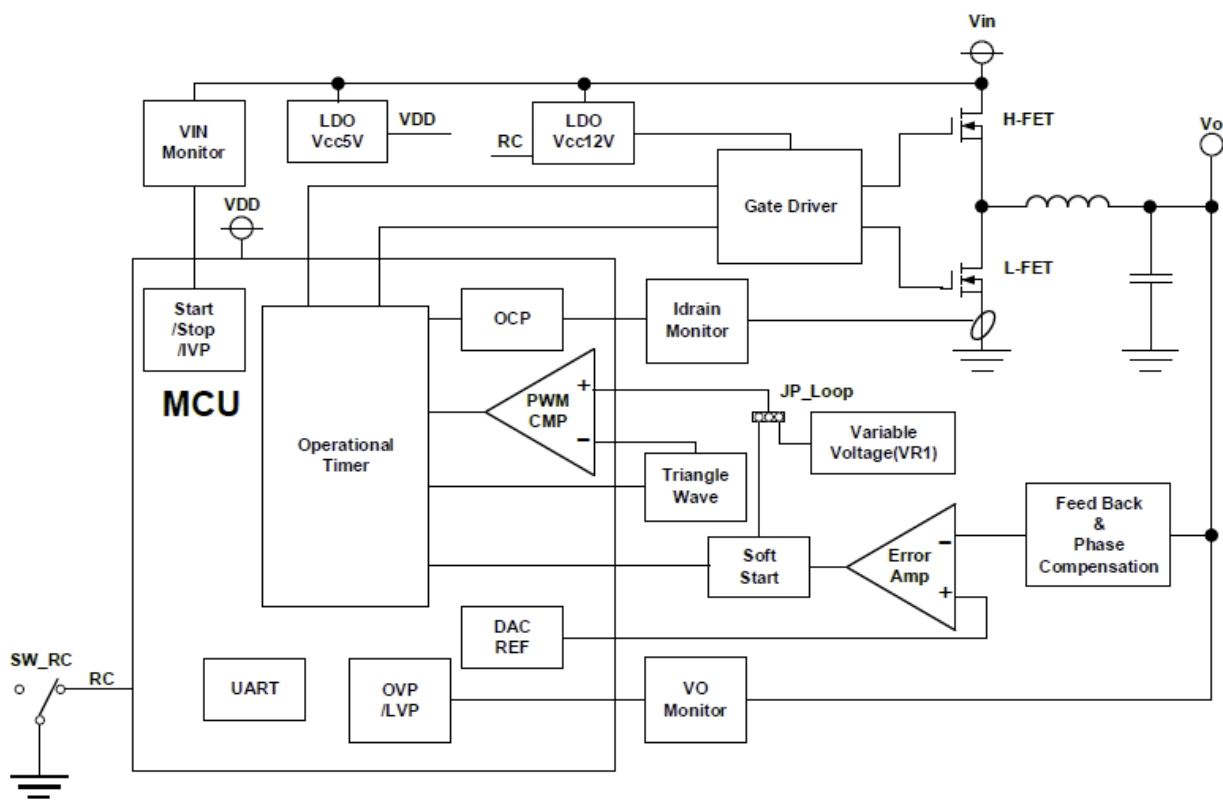 Vin
VIN
Monitor
LDO
Vcc5V
VDD
RC
LDO
Vcc12V
H-FET
Vo
VDD
Gate Driver
L-FET
Start
/Stop
/IVP
MCU
Operational
Timer
OCP
Idrain
Monitor
+
PWM
CMP
−
JP_Loop
Variable
Voltage(VR1)
Triangle
Wave
Soft
Start
−
Error
Amp
+
Feed Back
&
Phase
Compensation
DAC
REF
SW_RC
RC
UART
OVP
/LVP
VO
Monitor